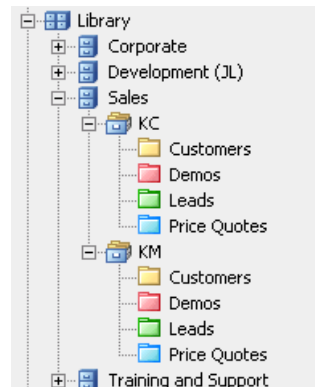 Library
Corporate
Development (JL)
Sales
KC
Customers
Demos
Leads
Price Quotes
KM
Customers
Demos
Leads
Price Quotes
Training and Support